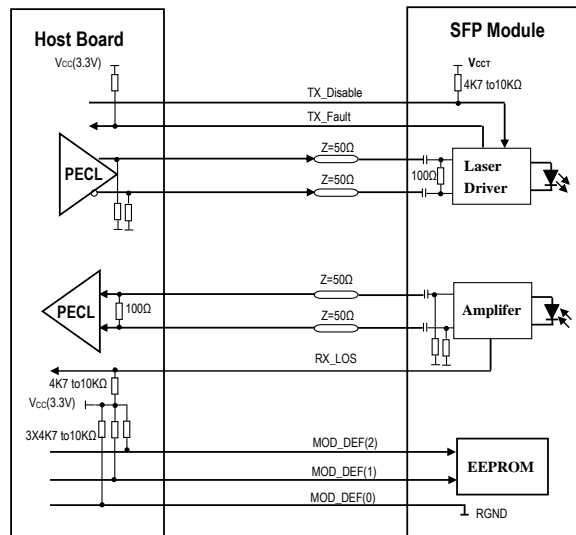 Host Board
SFP Module
Vcc(3.3V)
VCCT
4K7 to10KΩ
TX_Disable
TX_Fault
PECL
Z=50Ω
Z=50Ω
100Ω
Laser
Driver
PECL
100Ω
Z=50Ω
Z=50Ω
Amplifer
RX_LOS
4K7 to10KΩ
Vcc(3.3V)
3X4K7 to10KΩ
MOD_DEF(2)
MOD_DEF(1)
EEPROM
MOD_DEF(0)
RGND